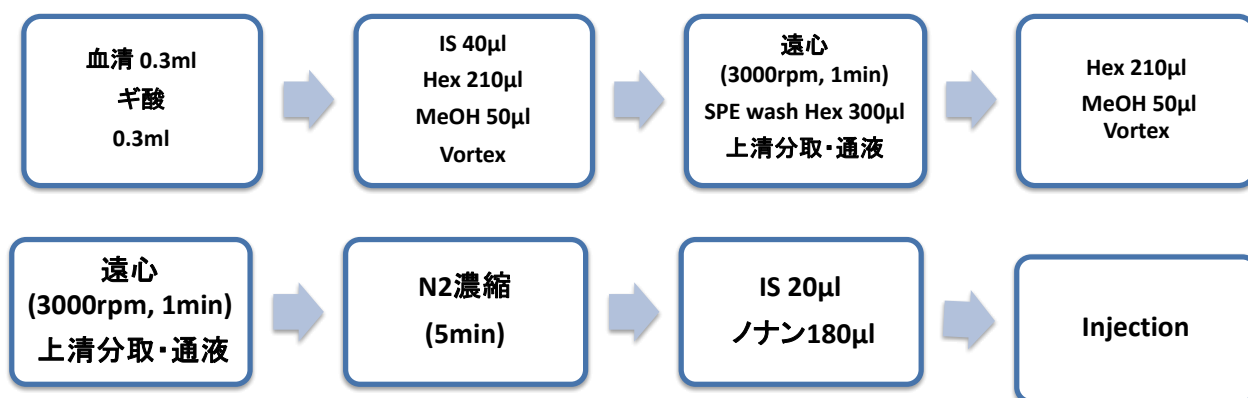 血清 0.3ml
ギ酸
0.3ml
IS 40μl
Hex 210μl
MeOH 50μl
Vortex
遠心
(3000rpm, 1min)
SPE wash Hex 300μl
上清分取・通液
Hex 210μl
MeOH 50μl
Vortex
遠心
(3000rpm, 1min)
上清分取・通液
N2濃縮
(5min)
IS 20μl
ノナン180μl
Injection